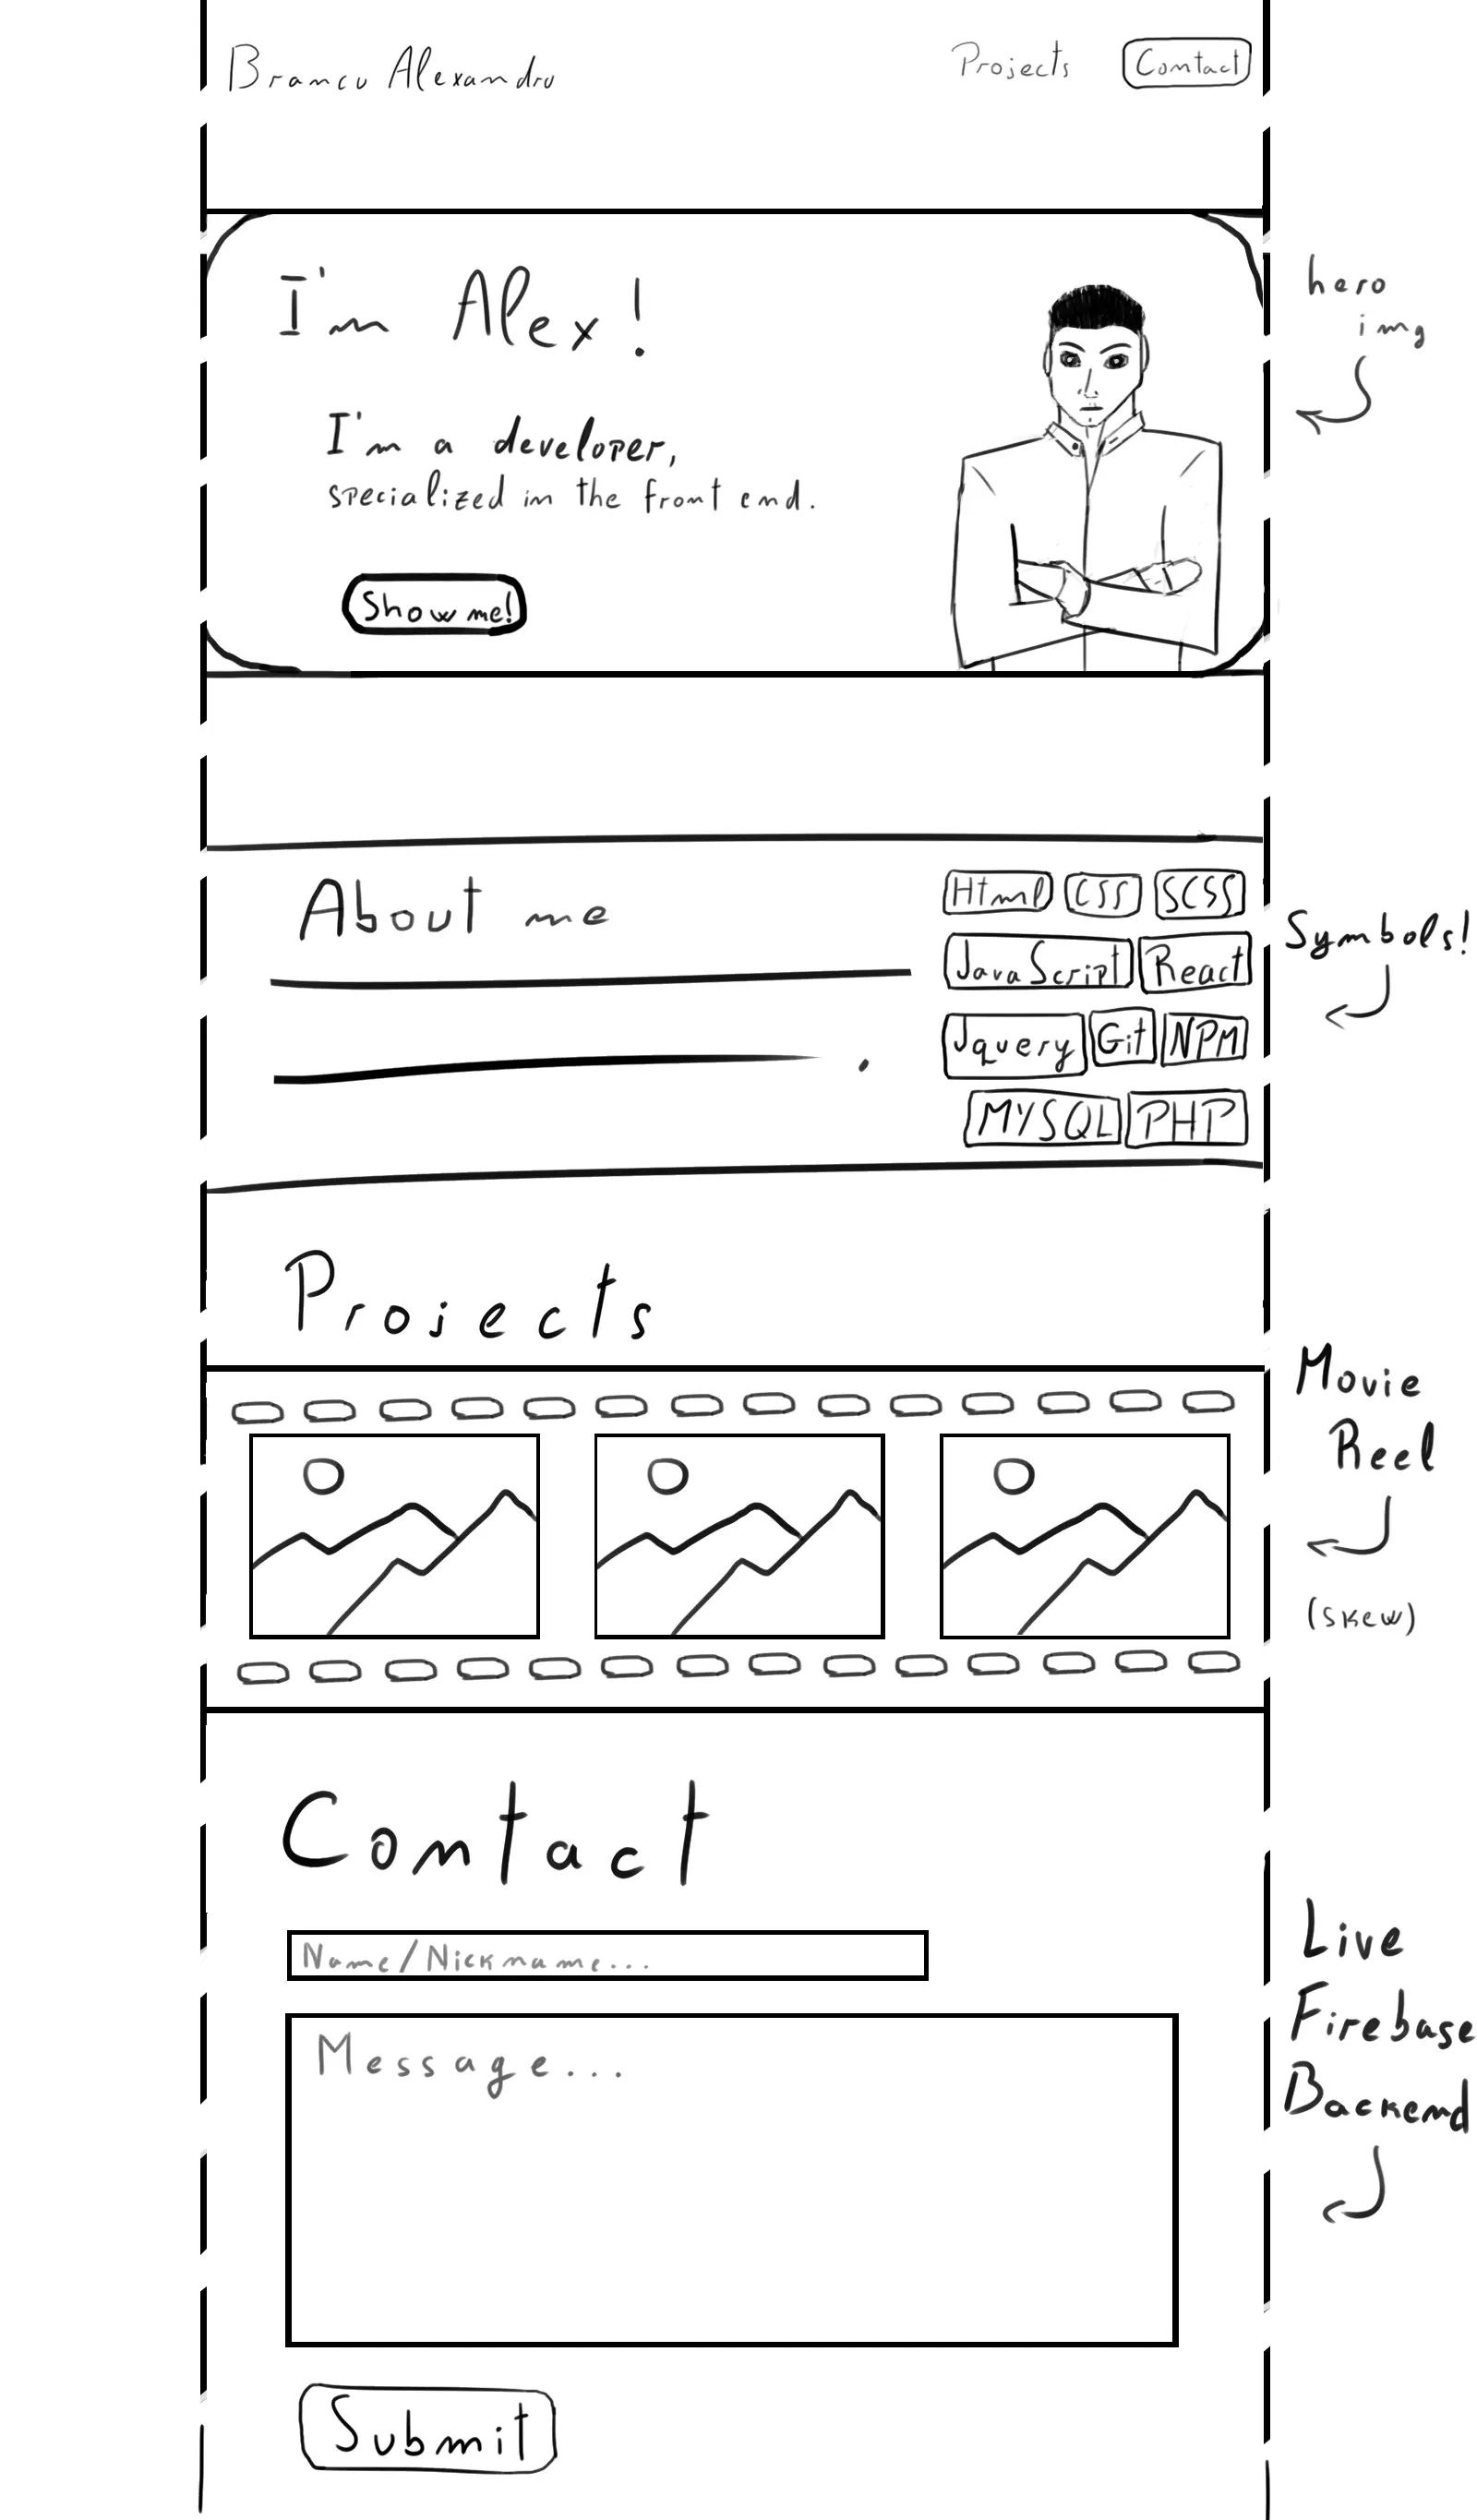 Brancu Alexandru
Projects
Contact
I'm Alex!
hero
img
I'm a developer,
specialized in the front end.
Show me!
About me
Html CSS SCSS
JavaScript React
Jquery Git NPM
MYSQL PHP
Symbols!
Projects
Movie
Reel
(skew)
Contact
Name/Nickname...
Message...
Live
Firebase
Backend
Submit